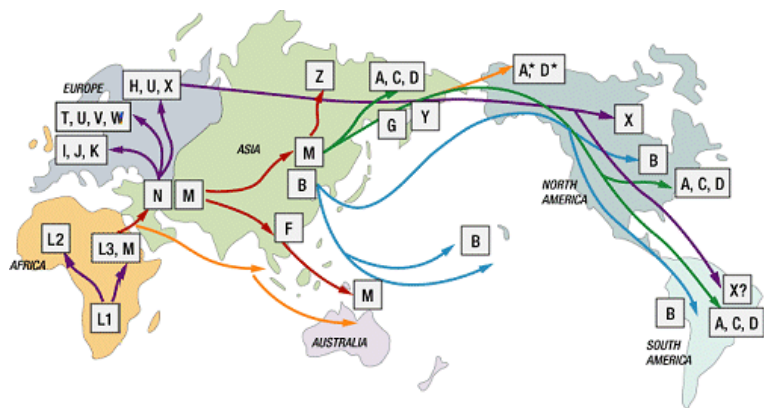 Z
A, C, D
A,* D*
EUROPE
H, U, X
T, U, V, W
G
Y
X
I, J, K
ASIA
M
B
B
A, C, D
N
M
NORTH
AMERICA
F
B
L2
L3, M
AFRICA
M
X?
L1
B
A, C, D
AUSTRALIA
SOUTH
AMERICA